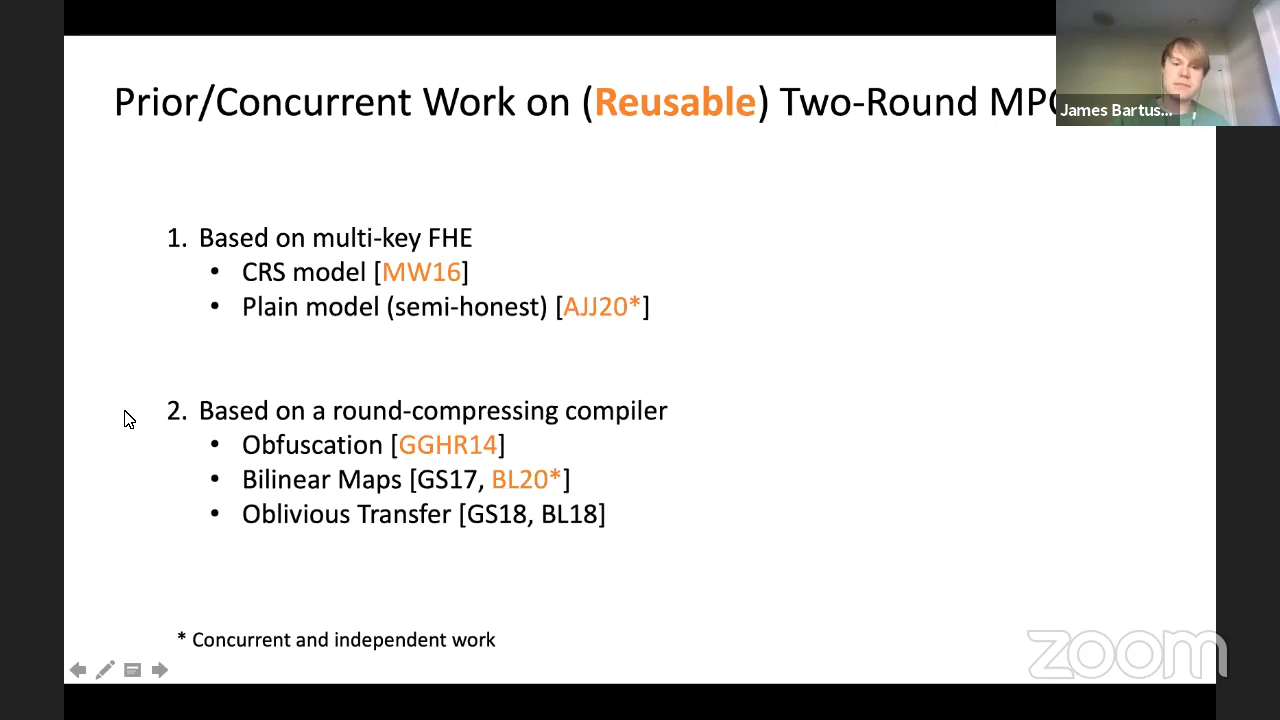 Prior/Concurrent Work on (Reusable) Two-Round MPC
James Bartus...
1. Based on multi-key FHE
• CRS model [MW16]
• Plain model (semi-honest) [AJJ20*]
2. Based on a round-compressing compiler
• Obfuscation [GGHR14]
• Bilinear Maps [GS17, BL20*]
• Oblivious Transfer [GS18, BL18]
* Concurrent and independent work
zoom